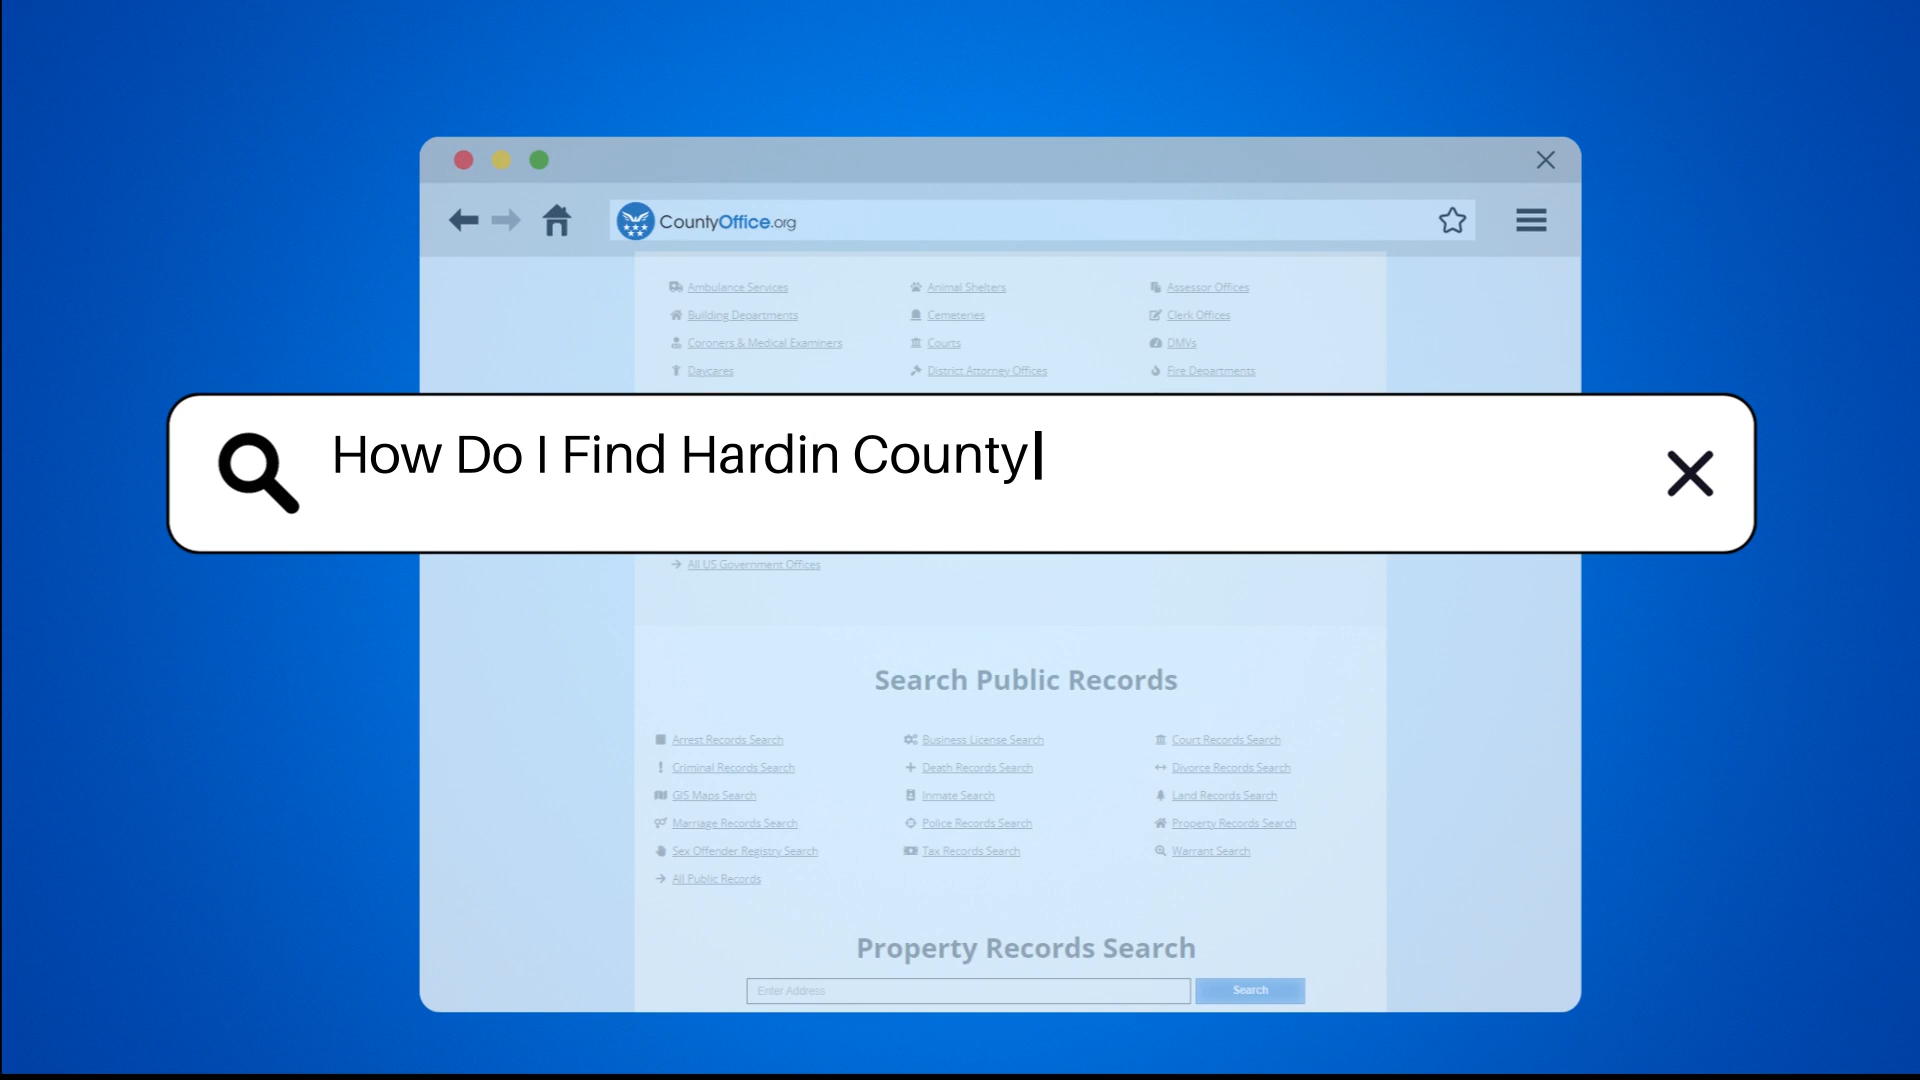 CountyOffice.org
Ambulance Services Animal Shelters Assessor Offices
Building Departments Cemeteries Clerk Offices
Coroners & Medical Examiners Courts DMVs
Daycares District Attorney Offices Fire Departments
How Do I Find Hardin County
All US Government Offices
Search Public Records
Arrest Records Search Business License Search Court Records Search
Criminal Records Search Death Records Search Divorce Records Search
GIS Maps Search Inmate Search Land Records Search
Marriage Records Search Police Records Search Property Records Search
Sex Offender Registry Search Tax Records Search Warrant Search
All Public Records
Property Records Search
Enter Address Search